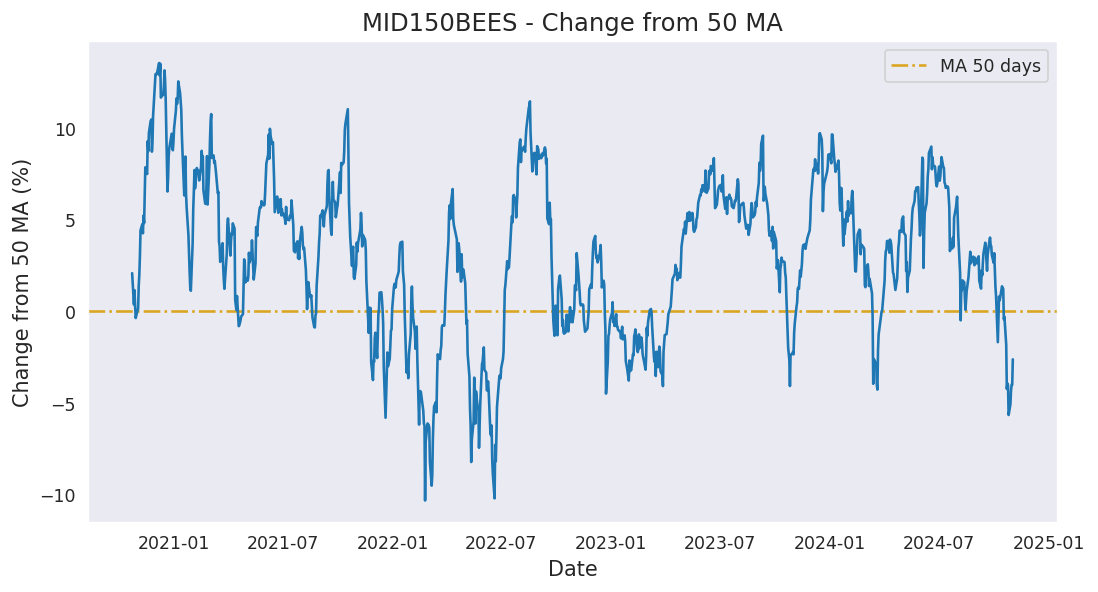 MID150BEES - Change from 50 MA
MA 50 days
Change from 50 MA (%)
10
5
0
−5
−10
2021-01 2021-07 2022-01 2022-07 2023-01 2023-07 2024-01 2024-07 2025-01
Date